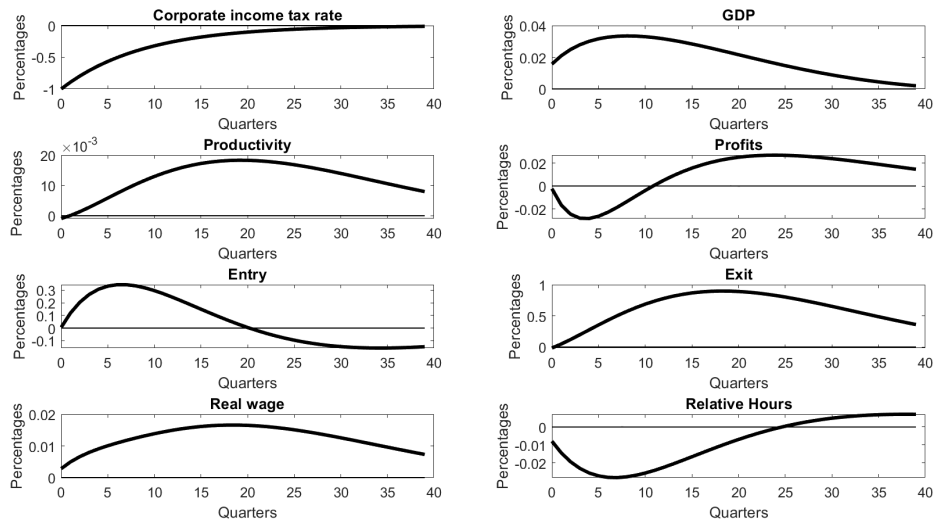 Corporate income tax rate
Percentages
0
-0.5
-1
0 5 10 15 20 25 30 35 40
Quarters
GDP
Percentages
0.04
0.02
0
0 5 10 15 20 25 30 35 40
Quarters
Productivity
×10⁻³
Percentages
20
10
0
0 5 10 15 20 25 30 35 40
Quarters
Profits
Percentages
0.02
0
-0.02
0 5 10 15 20 25 30 35 40
Quarters
Entry
Percentages
0.3
0.2
0.1
0
-0.1
0 5 10 15 20 25 30 35 40
Quarters
Exit
Percentages
1
0.5
0
0 5 10 15 20 25 30 35 40
Quarters
Real wage
Percentages
0.02
0.01
0
0 5 10 15 20 25 30 35 40
Quarters
Relative Hours
Percentages
0
-0.01
-0.02
0 5 10 15 20 25 30 35 40
Quarters